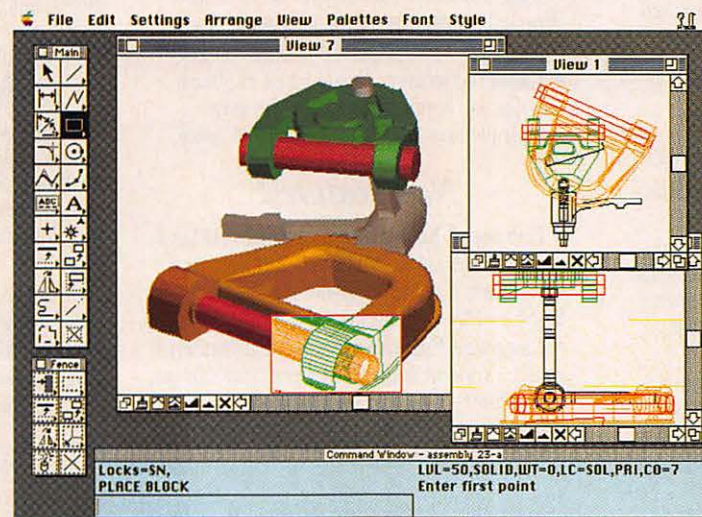 File Edit Settings Arrange View Palettes Font Style
Main
View 7
View 1
ABC
A
Fence
Command Window - assembly 23-a
Locks=SN,
LVL=50,SOLID,WT=0,LC=SOL,PRI,CO=7
PLACE BLOCK
Enter first point